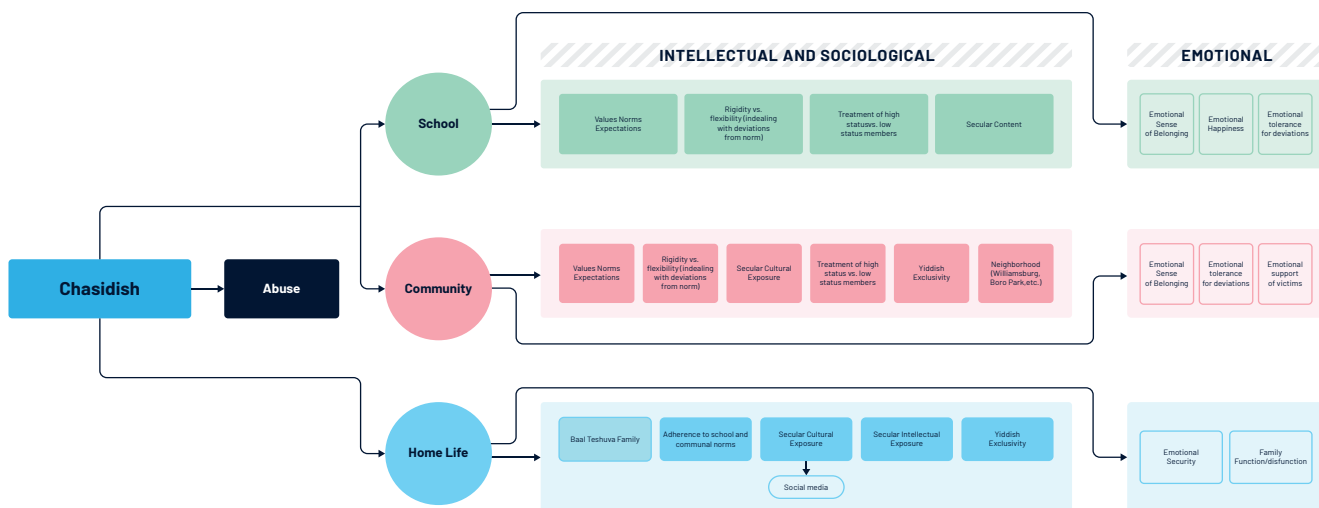 INTELLECTUAL AND SOCIOLOGICAL
EMOTIONAL
School
Values Norms
Expectations
Rigidity vs.
flexibility(indealing
with deviations
from norm)
Treatment of high
statusvs. low
status members
Secular Content
Emotional
Sense
of Belonging
Emotional
Happiness
Emotional
tolerance
for deviations
Chasidish
Abuse
Community
Values Norms
Expectations
Rigidity vs.
flexibility(indealing
with deviations
from norm)
Secular Cultural
Exposure
Treatment of high
status vs. low
status members
Yiddish
Exclusivity
Neighborhood
(Williamsburg,
Boro Park,etc.)
Emotional
Sense
of Belonging
Emotional
tolerance
for deviations
Emotional
support
of victims
Home Life
Baal Teshuva Family
Adherence to school and
communal norms
Secular Cultural
Exposure
Secular Intellectual
Exposure
Yiddish
Exclusivity
Social media
Emotional
Security
Family
Function/disfunction